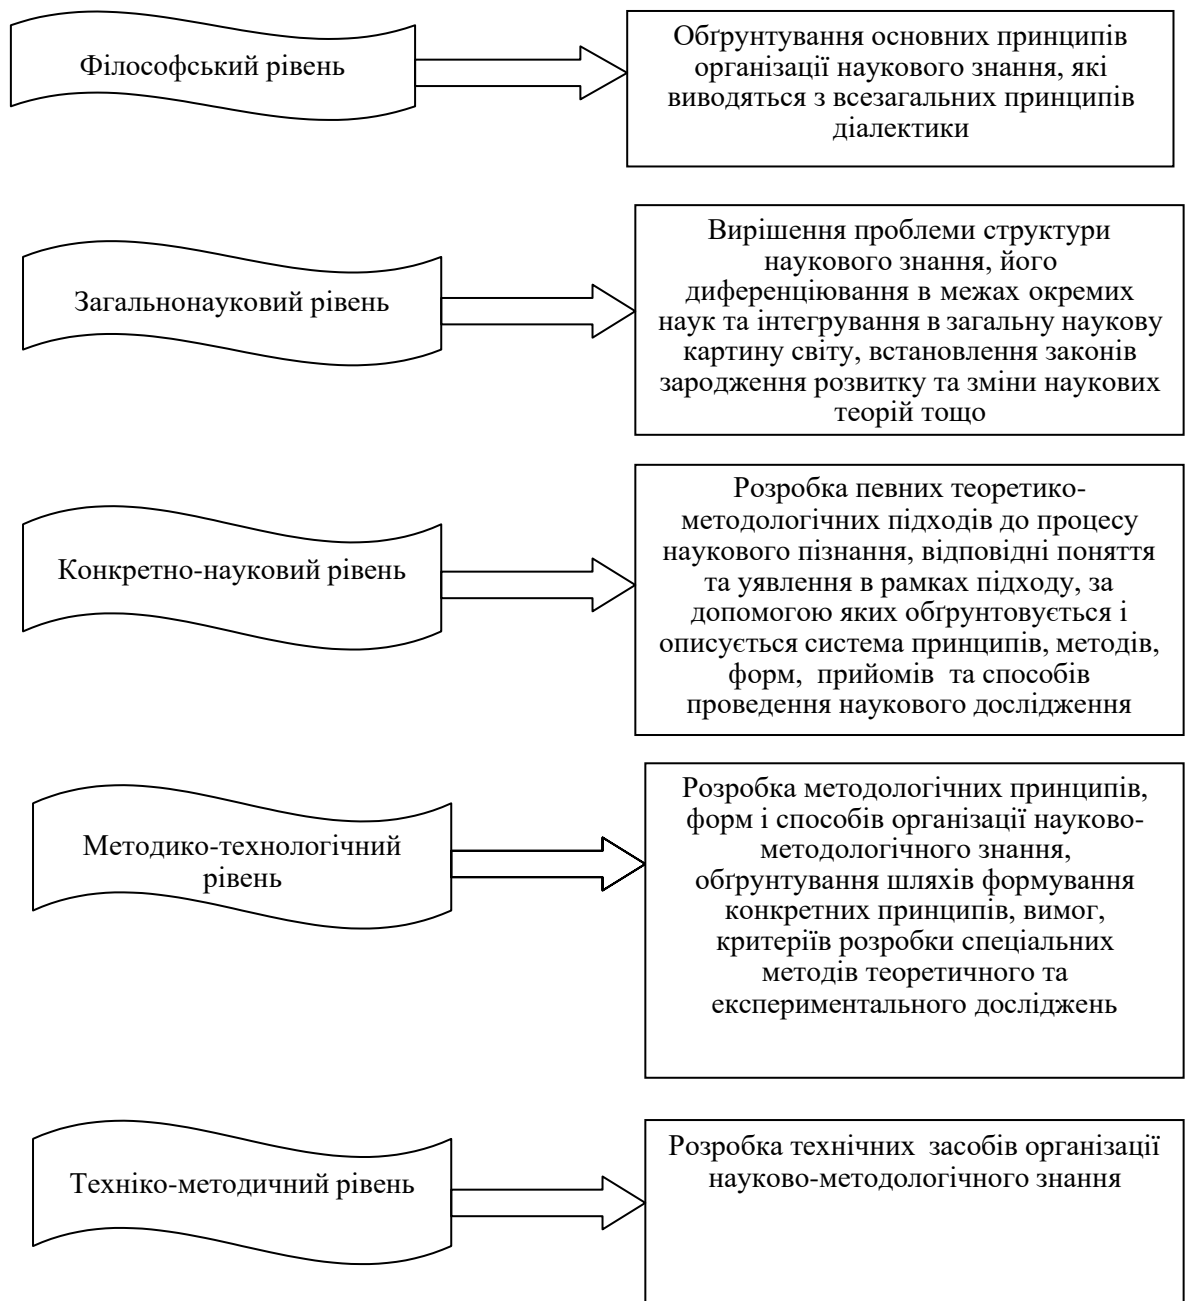 Філософський рівень
Обґрунтування основних принципів
організації наукового знання, які
виводяться з всезагальних принципів
діалектики
Загальнонауковий рівень
Вирішення проблеми структури
наукового знання, його
диференціювання в межах окремих
наук та інтегрування в загальну наукову
картину світу, встановлення законів
зародження розвитку та зміни наукових
теорій тощо
Конкретно-науковий рівень
Розробка певних теоретико-
методологічних підходів до процесу
наукового пізнання, відповідні поняття
та уявлення в рамках підходу, за
допомогою яких обґрунтовується і
описується система принципів, методів,
форм, прийомів та способів
проведення наукового дослідження
Методико-технологічний
рівень
Розробка методологічних принципів,
форм і способів організації науково-
методологічного знання,
обґрунтування шляхів формування
конкретних принципів, вимог,
критеріїв розробки спеціальних
методів теоретичного та
експериментального досліджень
Техніко-методичний рівень
Розробка технічних засобів організації
науково-методологічного знання